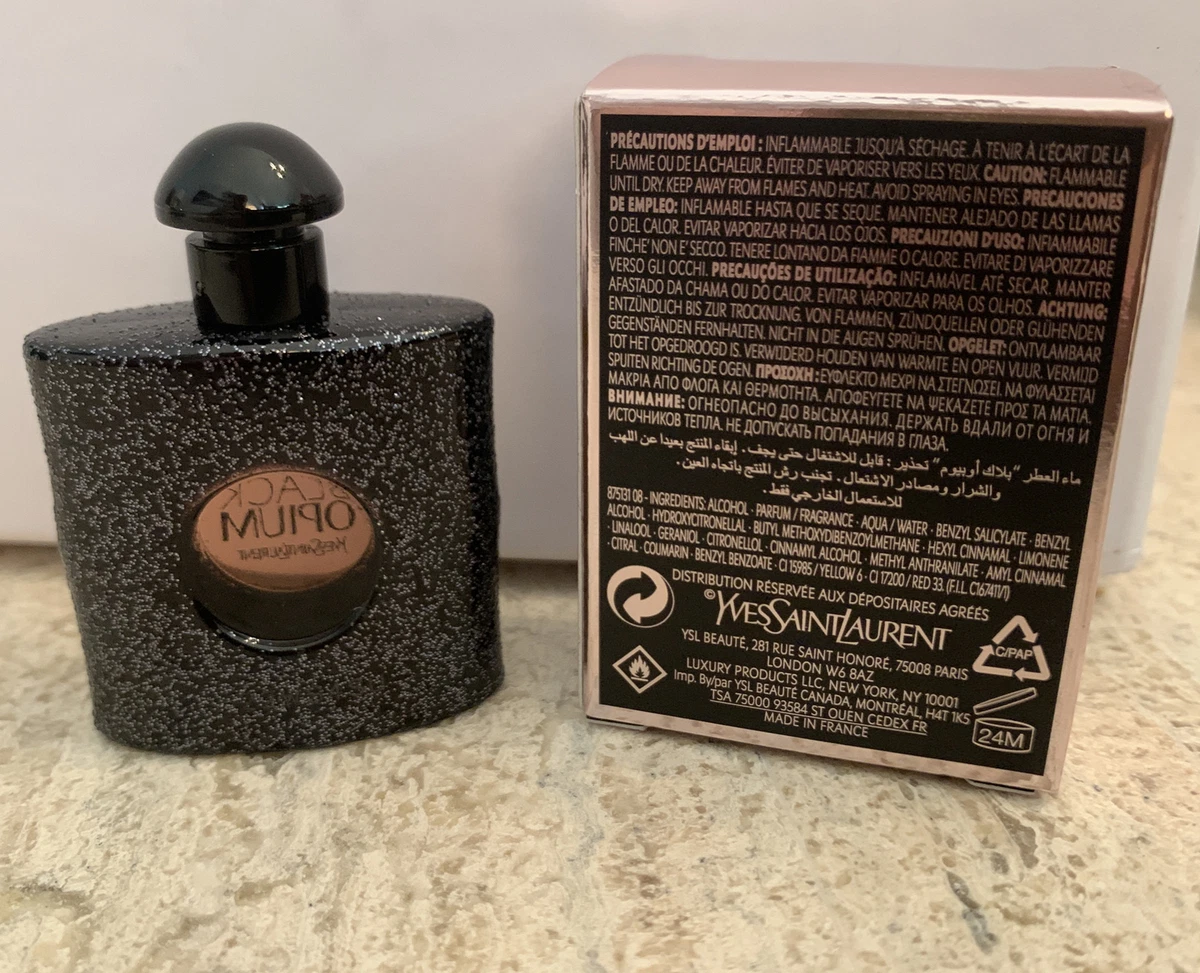 BLACK
OPIUM
YVESSAINTLAURENT
PRÉCAUTIONS D'EMPLOI : INFLAMMABLE JUSQU'À SÉCHAGE. À TENIR À L'ÉCART DE LA
FLAMME OU DE LA CHALEUR. ÉVITER DE VAPORISER VERS LES YEUX. CAUTION: FLAMMABLE
UNTIL DRY. KEEP AWAY FROM FLAMES AND HEAT. AVOID SPRAYING IN EYES. PRECAUCIONES
DE EMPLEO: INFLAMABLE HASTA QUE SE SEQUE. MANTENER ALEJADO DE LAS LLAMAS
O DEL CALOR. EVITAR VAPORIZAR HACIA LOS OJOS. PRECAUZIONI D'USO: INFIAMMABILE
FINCHE' NON E' SECCO. TENERE LONTANO DA FIAMME O CALORE. EVITARE DI VAPORIZZARE
VERSO GLI OCCHI. PRECAUÇÕES DE UTILIZAÇÃO: INFLAMÁVEL ATÉ SECAR. MANTER
AFASTADO DA CHAMA OU DO CALOR. EVITAR VAPORIZAR PARA OS OLHOS. ACHTUNG:
ENTZÜNDLICH BIS ZUR TROCKNUNG. VON FLAMMEN, ZÜNDQUELLEN ODER GLÜHENDEN
GEGENSTÄNDEN FERNHALTEN. NICHT IN DIE AUGEN SPRÜHEN. OPGELET: ONTVLAMBAAR
TOT HET OPGEDROOGD IS. VERWIJDERD HOUDEN VAN WARMTE EN OPEN VUUR. VERMIJD
SPUITEN RICHTING DE OGEN. ΠΡΟΣΟΧΗ: ΕΥΦΛΕΚΤΟ ΜΕΧΡΙ ΝΑ ΣΤΕΓΝΩΣΕΙ. ΝΑ ΦΥΛΑΣΣΕΤΑΙ
ΜΑΚΡΙΑ ΑΠΟ ΦΛΟΓΑ ΚΑΙ ΘΕΡΜΟΤΗΤΑ. ΑΠΟΦΕΥΓΕΤΕ ΝΑ ΨΕΚΑΖΕΤΕ ΠΡΟΣ ΤΑ ΜΑΤΙΑ.
ВНИМАНИЕ: ОГНЕОПАСНО ДО ВЫСЫХАНИЯ. ДЕРЖАТЬ ВДАЛИ ОТ ОГНЯ И
ИСТОЧНИКОВ ТЕПЛА. НЕ ДОПУСКАТЬ ПОПАДАНИЯ В ГЛАЗА.
ماء العطر "بلاك أوبيوم" تحذير : قابل للاشتعال حتى يجف. إبقاء المنتج بعيدا عن اللهب
والشرار ومصادر الاشتعال. تجنب رش المنتج باتجاه العين.
للاستعمال الخارجي فقط.
875131 08 - INGREDIENTS: ALCOHOL · PARFUM / FRAGRANCE · AQUA / WATER · BENZYL SALICYLATE · BENZYL
ALCOHOL · HYDROXYCITRONELLAL · BUTYL METHOXYDIBENZOYLMETHANE · HEXYL CINNAMAL · LIMONENE
· LINALOOL · GERANIOL · CITRONELLOL · CINNAMYL ALCOHOL · METHYL ANTHRANILATE · AMYL CINNAMAL
· CITRAL · COUMARIN · BENZYL BENZOATE · CI 15985 / YELLOW 6 · CI 17200 / RED 33. (F.I.L. C167411/1)
DISTRIBUTION RÉSERVÉE AUX DÉPOSITAIRES AGRÉÉS
©YVESSAINTLAURENT
YSL BEAUTÉ, 281 RUE SAINT HONORÉ, 75008 PARIS
LONDON W6 8AZ
LUXURY PRODUCTS LLC, NEW YORK, NY 10001
Imp. By/par YSL BEAUTÉ CANADA, MONTRÉAL, H4T 1K5
TSA 75000 93584 ST OUEN CEDEX FR
MADE IN FRANCE
C/PAP
24M